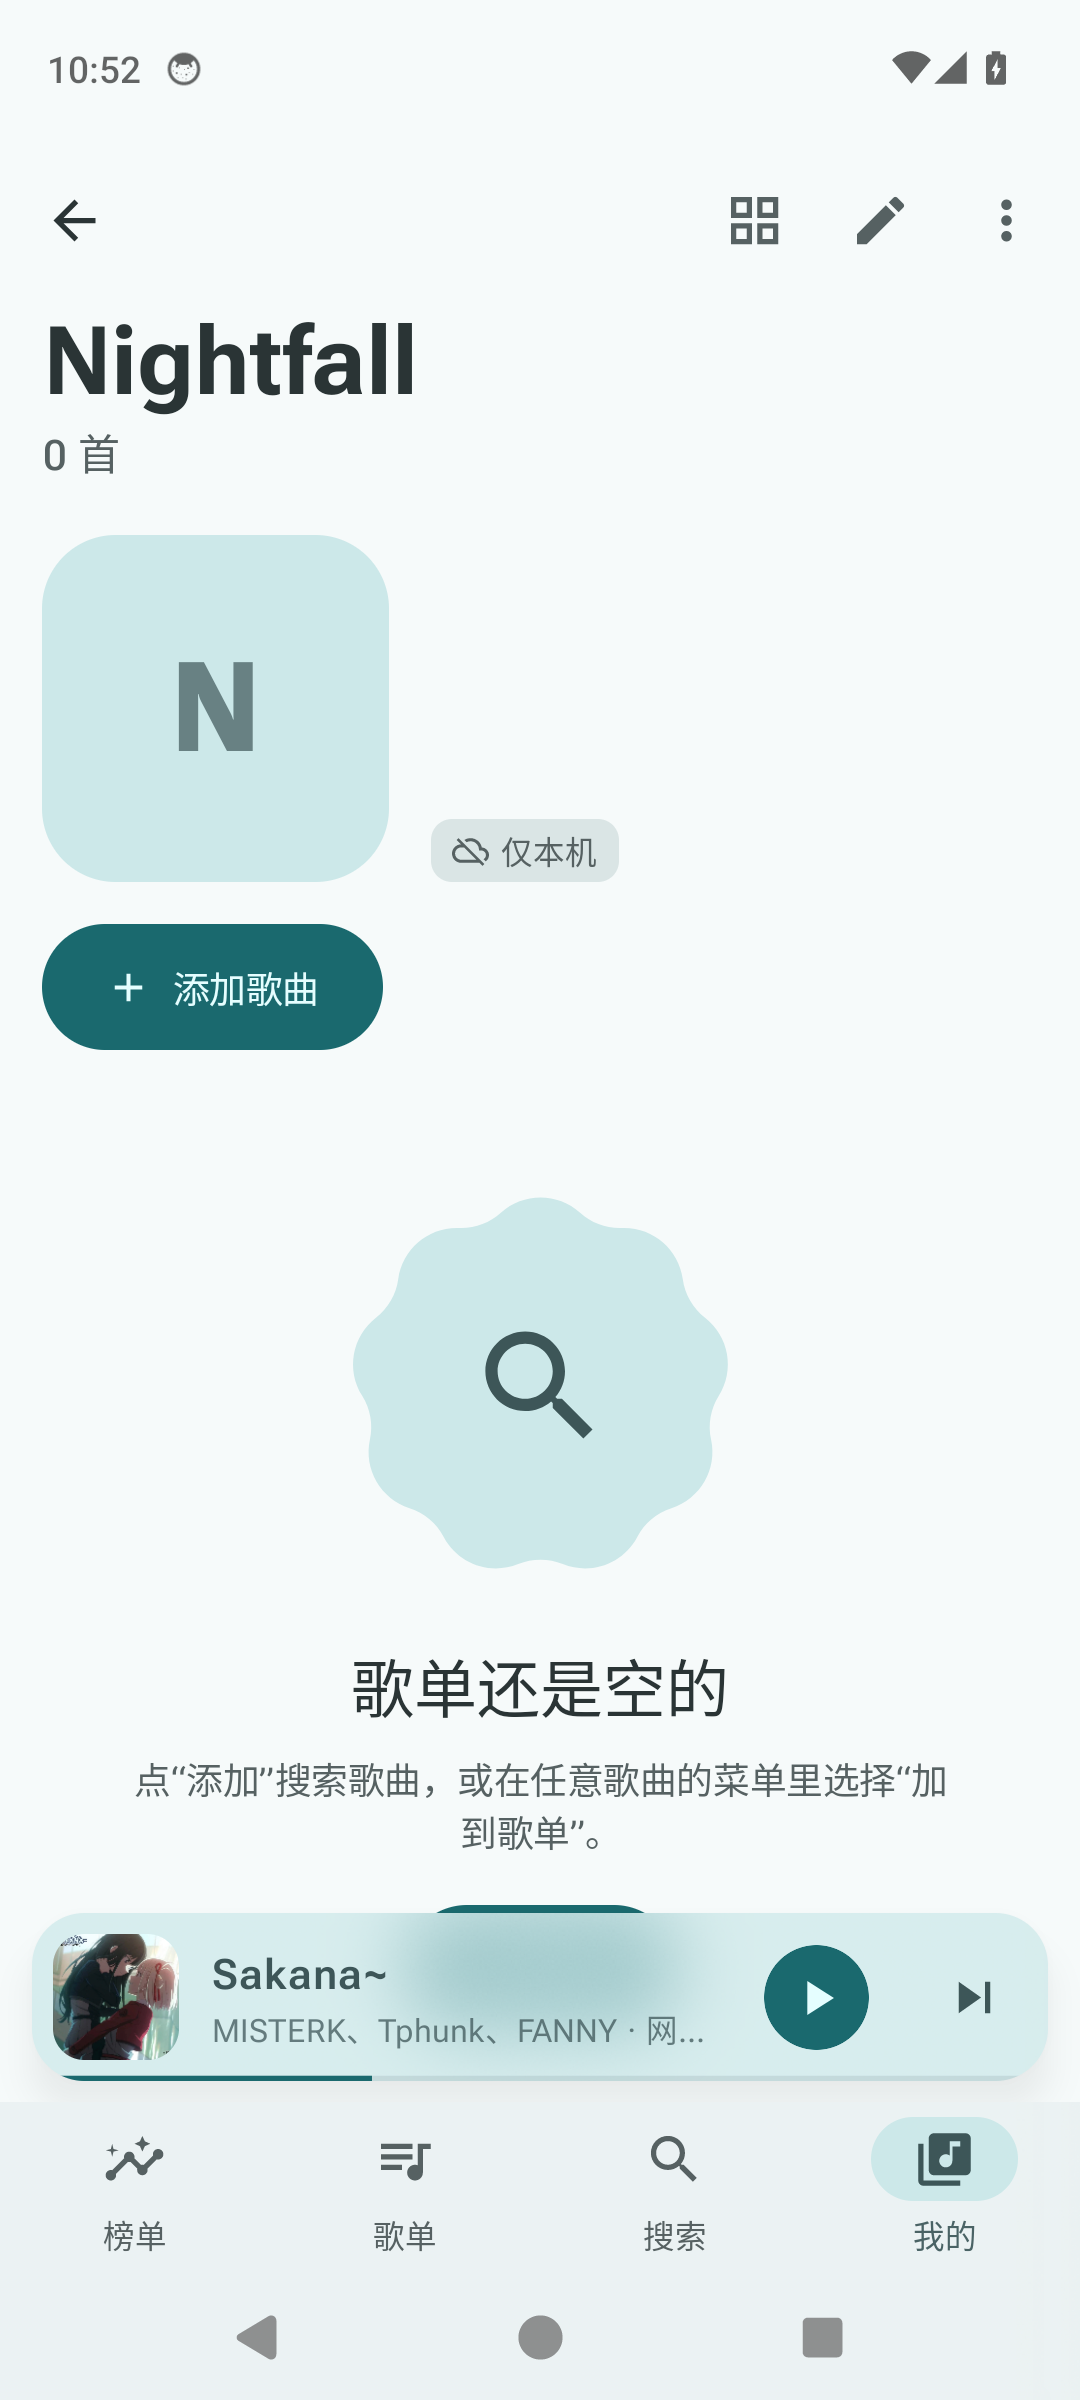 10:52
Nightfall
0 首
N
仅本机
添加歌曲
歌单还是空的
点“添加”搜索歌曲，或在任意歌曲的菜单里选择“加
到歌单”。
Sakana~
MISTERK、Tphunk、FANNY · 网...
榜单
歌单
搜索
我的